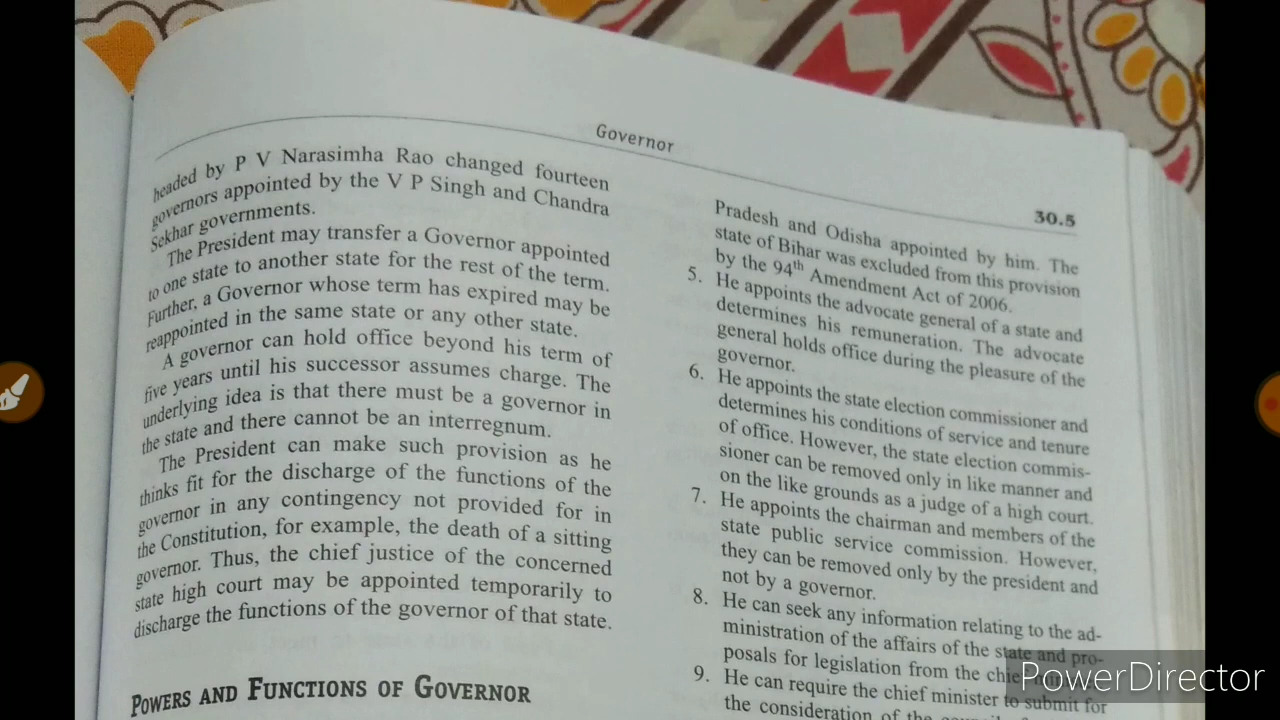 Governor
30.5
headed by P V Narasimha Rao changed fourteen
governors appointed by the V P Singh and Chandra
Sekhar governments.
The President may transfer a Governor appointed
to one state to another state for the rest of the term.
Further, a Governor whose term has expired may be
reappointed in the same state or any other state.
A governor can hold office beyond his term of
five years until his successor assumes charge. The
underlying idea is that there must be a governor in
the state and there cannot be an interregnum.
The President can make such provision as he
thinks fit for the discharge of the functions of the
governor in any contingency not provided for in
the Constitution, for example, the death of a sitting
governor. Thus, the chief justice of the concerned
state high court may be appointed temporarily to
discharge the functions of the governor of that state.
POWERS AND FUNCTIONS OF GOVERNOR
Pradesh and Odisha appointed by him. The
state of Bihar was excluded from this provision
by the 94th Amendment Act of 2006.
5. He appoints the advocate general of a state and
determines his remuneration. The advocate
general holds office during the pleasure of the
governor.
6. He appoints the state election commissioner and
determines his conditions of service and tenure
of office. However, the state election commis-
sioner can be removed only in like manner and
on the like grounds as a judge of a high court.
7. He appoints the chairman and members of the
state public service commission. However,
they can be removed only by the president and
not by a governor.
8. He can seek any information relating to the ad-
ministration of the affairs of the state and pro-
posals for legislation from the
9. He can require the chief minister to submit for
the consideration of the
PowerDirector